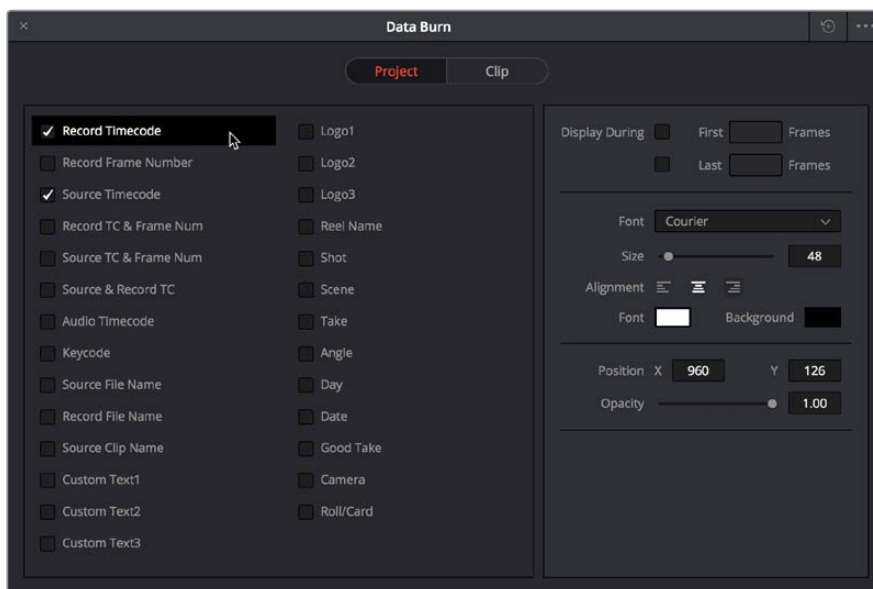 Data Burn
Project Clip
Record Timecode
Record Frame Number
Source Timecode
Record TC & Frame Num
Source TC & Frame Num
Source & Record TC
Audio Timecode
Keycode
Source File Name
Record File Name
Source Clip Name
Custom Text1
Custom Text2
Custom Text3
Logo1
Logo2
Logo3
Reel Name
Shot
Scene
Take
Angle
Day
Date
Good Take
Camera
Roll/Card
Display During First Frames
Last Frames
Font Courier
Size 48
Alignment
Font Background
Position X 960 Y 126
Opacity 1.00